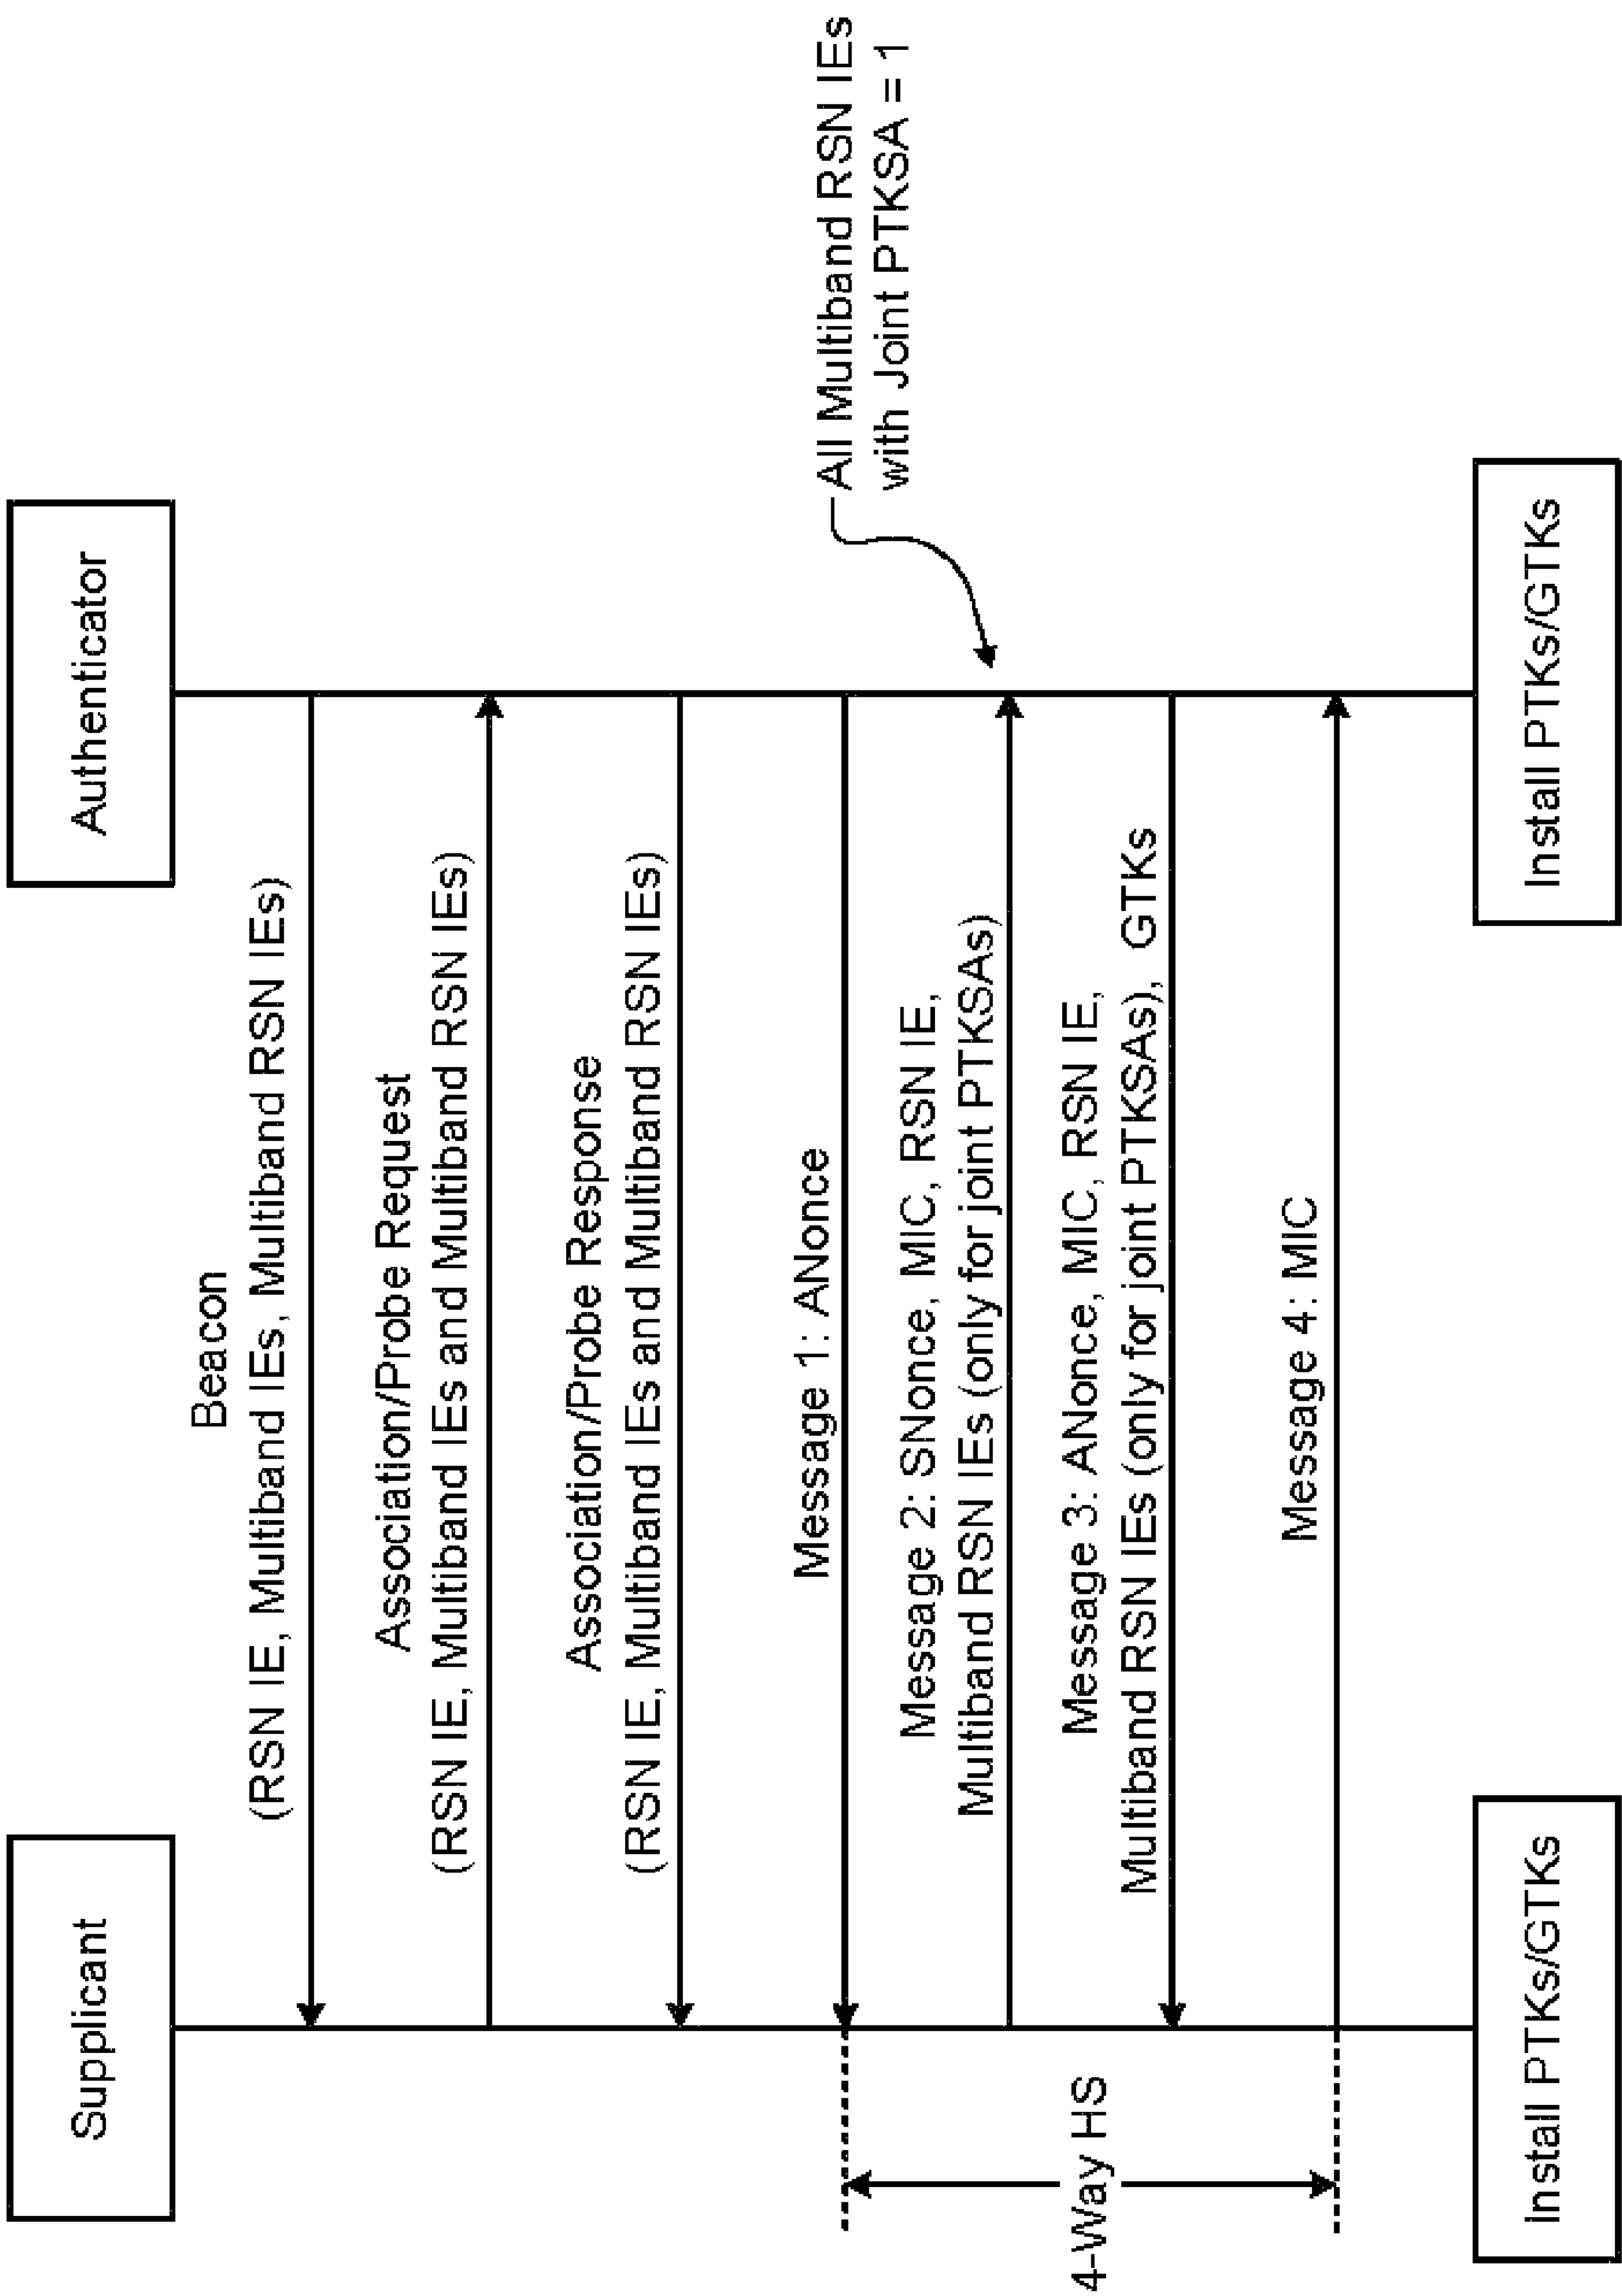 Supplicant
Authenticator
Beacon
(RSN IE, Multiband IEs, Multiband RSN IEs)
Association/Probe Request
(RSN IE, Multiband IEs and Multiband RSN IEs)
Association/Probe Response
(RSN IE, Multiband IEs and Multiband RSN IEs)
Message 1: ANonce
Message 2: SNonce, MIC, RSN IE,
Multiband RSN IEs (only for joint PTKSAs)
All Multiband RSN IEs
with Joint PTKSA = 1
Message 3: ANonce, MIC, RSN IE,
Multiband RSN IEs (only for joint PTKSAs), GTKs
Message 4: MIC
4-Way HS
Install PTKs/GTKs
Install PTKs/GTKs